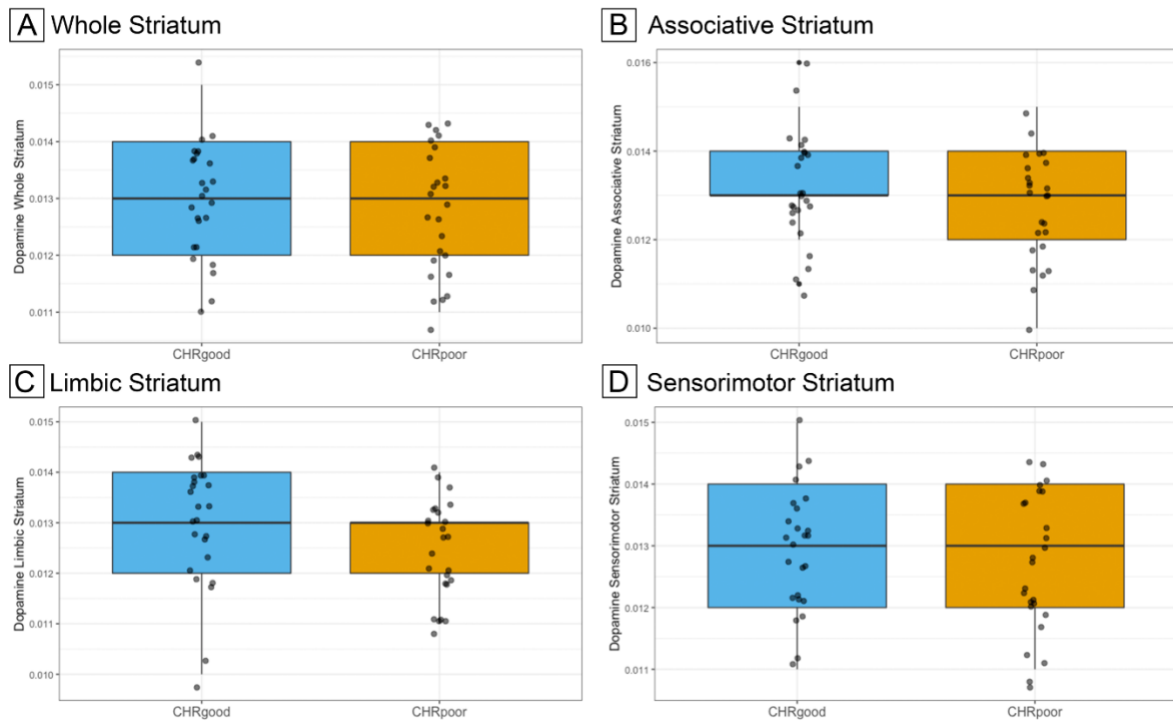 A Whole Striatum
Dopamine Whole Striatum
0.015
0.014
0.013
0.012
0.011
CHRgood CHRpoor
B Associative Striatum
Dopamine Associative Striatum
0.016
0.014
0.012
0.010
CHRgood CHRpoor
C Limbic Striatum
Dopamine Limbic Striatum
0.015
0.014
0.013
0.012
0.011
0.010
CHRgood CHRpoor
D Sensorimotor Striatum
Dopamine Sensorimotor Striatum
0.015
0.014
0.013
0.012
0.011
CHRgood CHRpoor